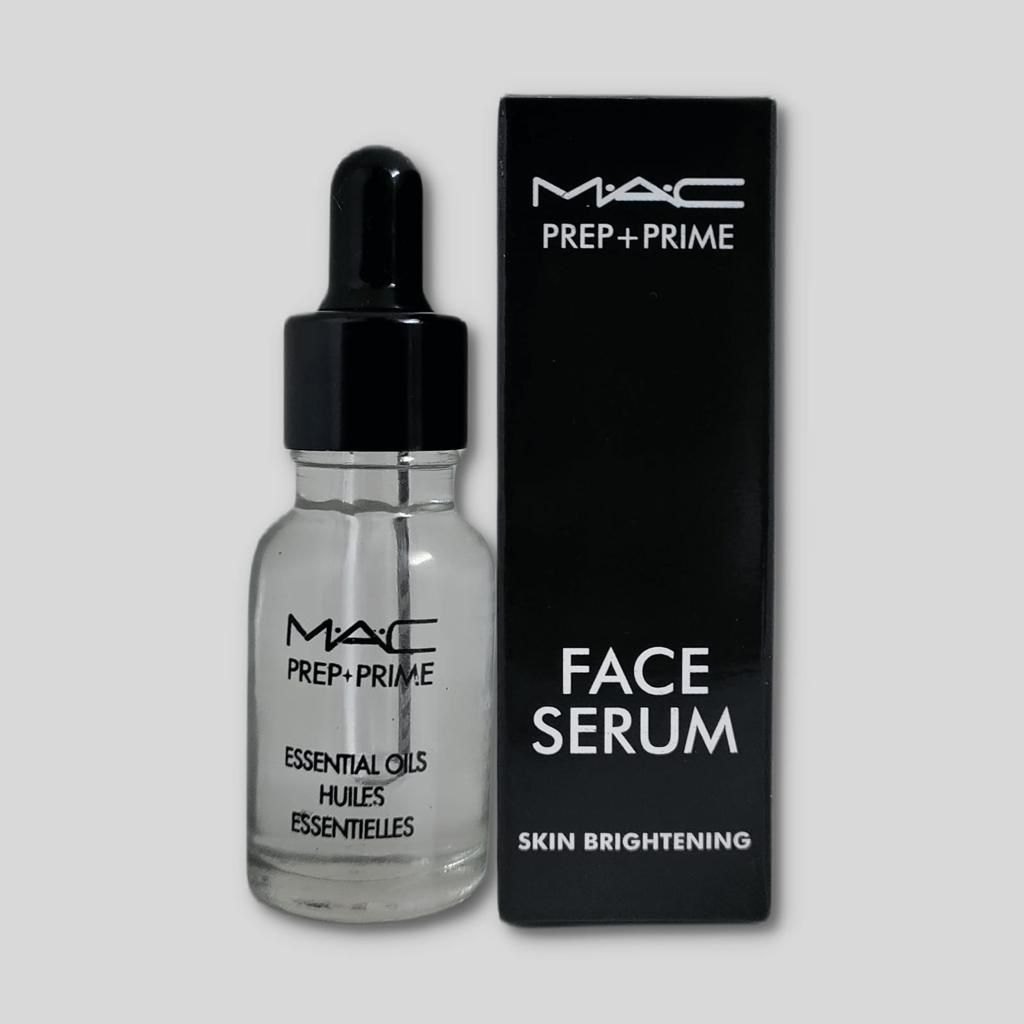 M·A·C
PREP+PRIME
ESSENTIAL OILS
HUILES
ESSENTIELLES
M·A·C
PREP+PRIME
FACE
SERUM
SKIN BRIGHTENING